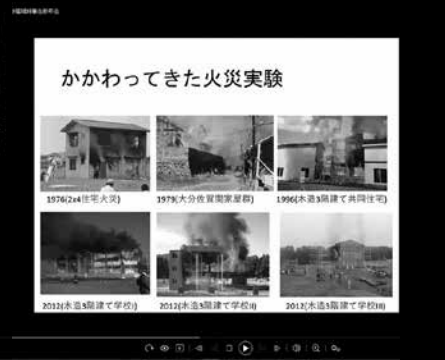 かかわってきた火災実験
1976(2x4住宅火災)
1979(大分佐賀関家屋群)
1996(木造3階建て共同住宅)
2012(木造3階建て学校I)
2012(木造3階建て学校II)
2012(木造3階建て学校III)